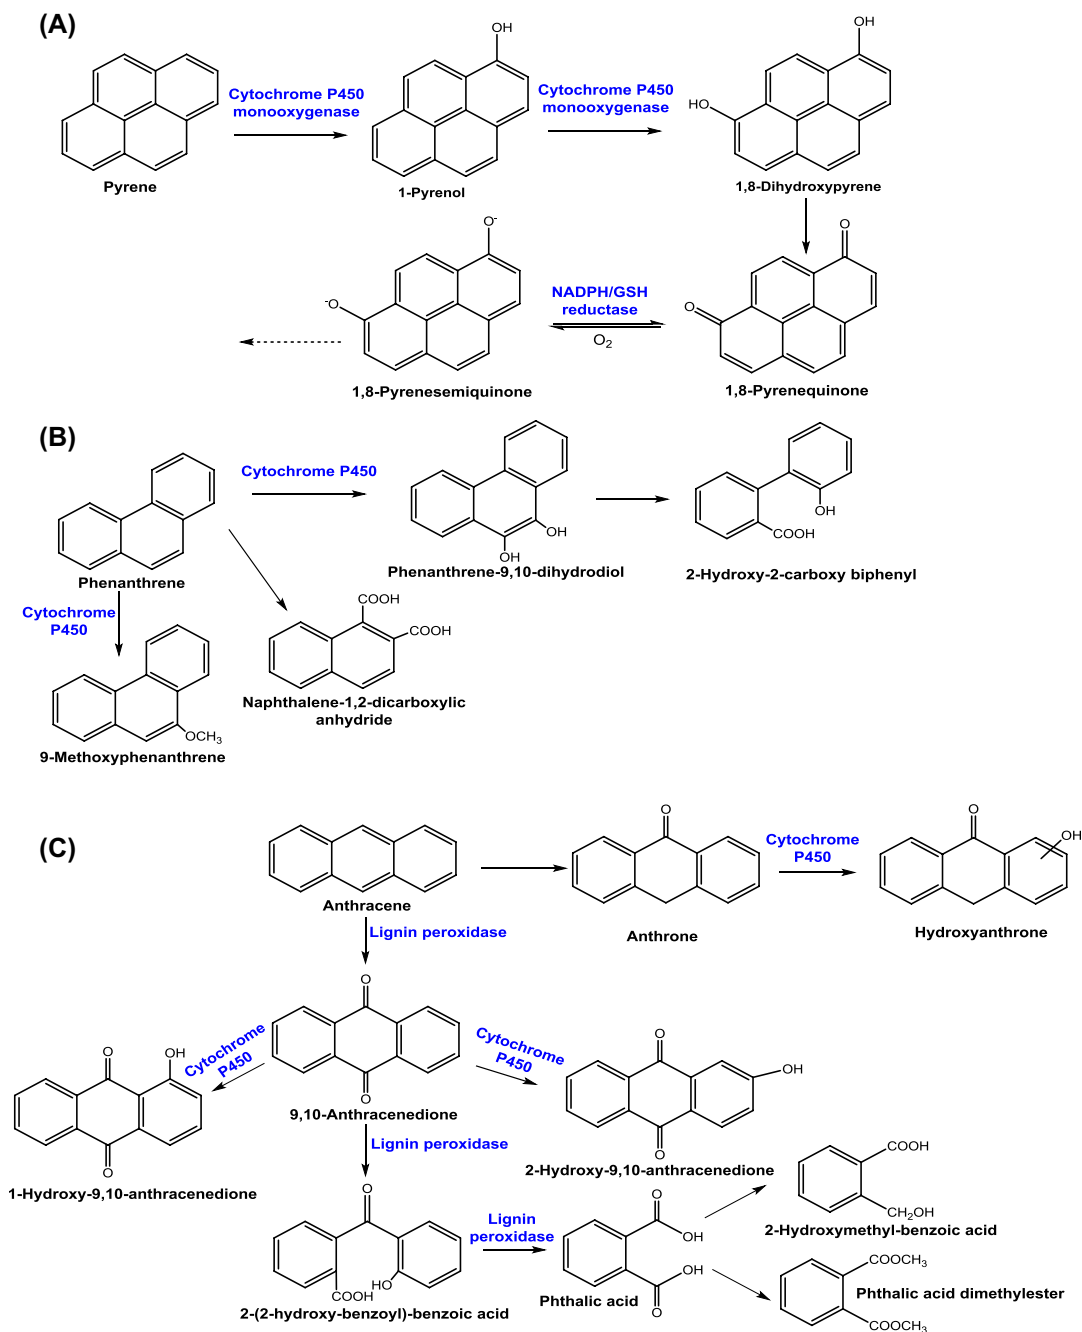 (A)
OH
OH
Cytochrome P450
monooxygenase
Cytochrome P450
monooxygenase
HO
Pyrene
1-Pyrenol
1,8-Dihydroxypyrene
O-
O
-O
NADPH/GSH
reductase
O2
O
1,8-Pyrenesemiquinone
1,8-Pyrenequinone
(B)
Cytochrome P450
OH
OH
OH
COOH
Phenanthrene
Phenanthrene-9,10-dihydrodiol
2-Hydroxy-2-carboxy biphenyl
Cytochrome
P450
COOH
COOH
OCH3
Naphthalene-1,2-dicarboxylic
anhydride
9-Methoxyphenanthrene
(C)
O
O
OH
Cytochrome
P450
Anthracene
Anthrone
Hydroxyanthrone
Lignin peroxidase
O
O
Cytochrome
P450
Cytochrome
P450
O
OH
O
O
OH
O
9,10-Anthracenedione
1-Hydroxy-9,10-anthracenedione
2-Hydroxy-9,10-anthracenedione
Lignin peroxidase
O
HO
COOH
2-(2-hydroxy-benzoyl)-benzoic acid
Lignin
peroxidase
O
OH
OH
O
Phthalic acid
COOH
CH2OH
2-Hydroxymethyl-benzoic acid
COOCH3
COOCH3
Phthalic acid dimethylester